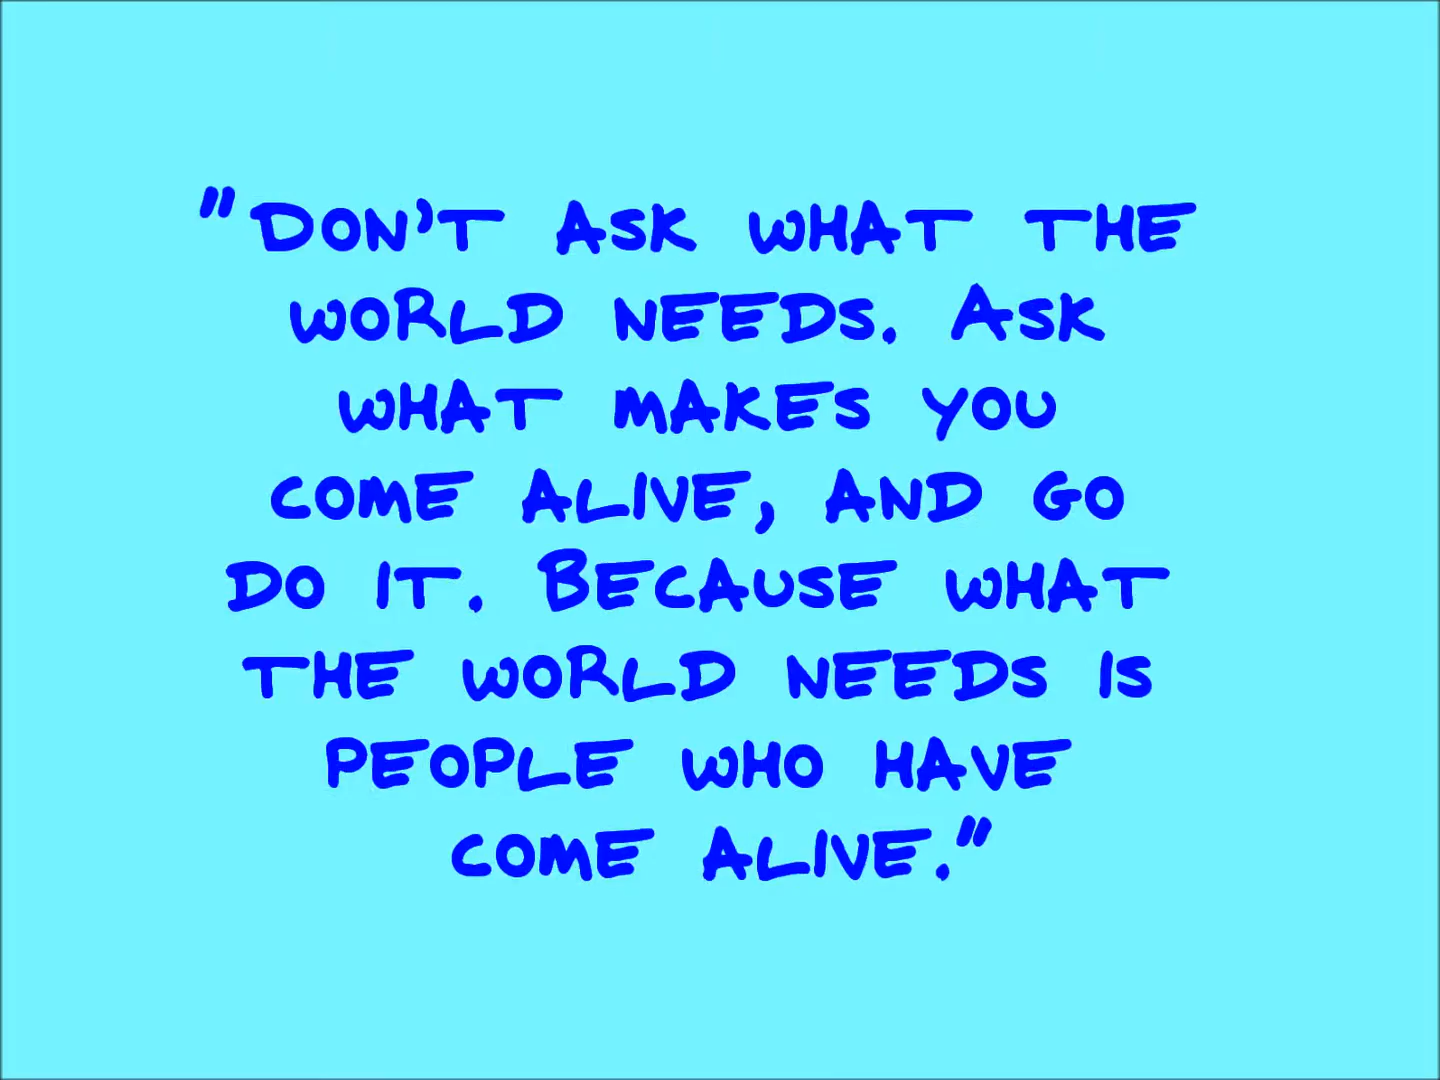 "Don't ask what the
world needs. Ask
what makes you
come alive, and go
do it. Because what
the world needs is
people who have
come alive."